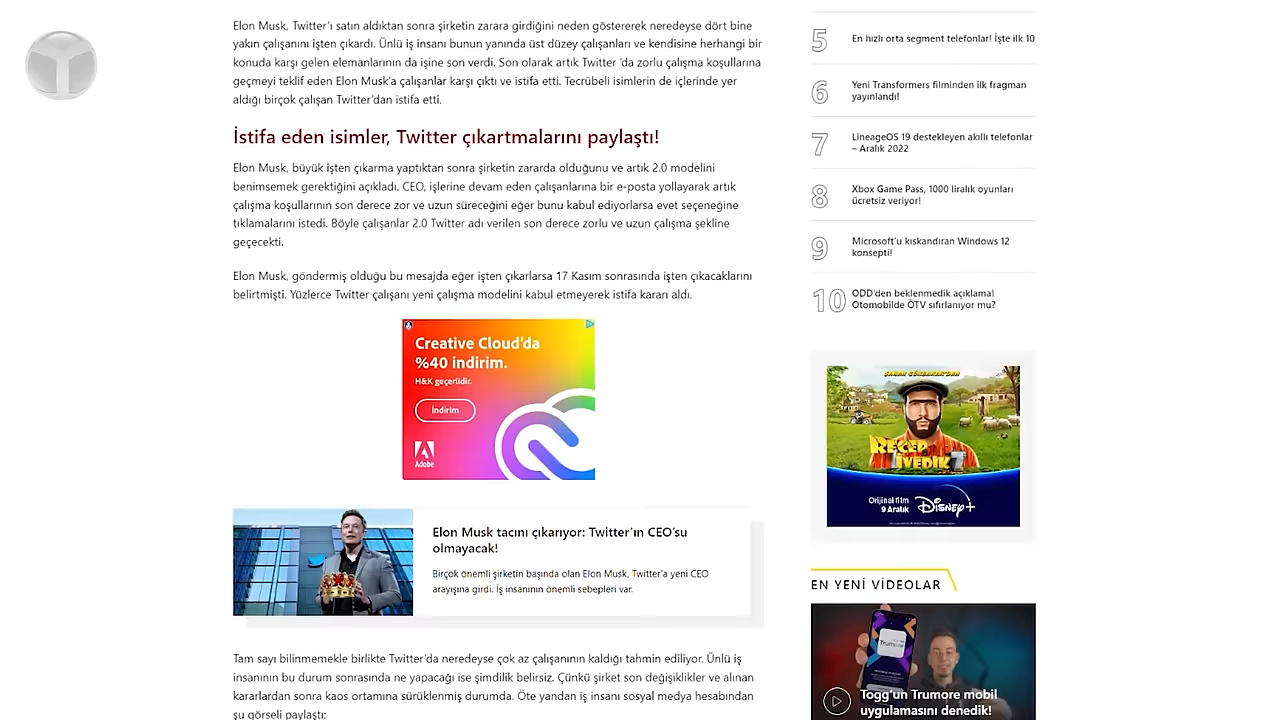 Elon Musk, Twitter’ı satın aldıktan sonra şirketin zarara girdiğini neden göstererek neredeyse dört bine
yakın çalışanını işten çıkardı. Ünlü iş insanı bunun yanında üst düzey çalışanları ve kendisine herhangi bir
konuda karşı gelen elemanlarının da işine son verdi. Son olarak artık Twitter ‘da zorlu çalışma koşullarına
geçmeyi teklif eden Elon Musk’a çalışanlar karşı çıktı ve istifa etti. Tecrübeli isimlerin de içlerinde yer
aldığı birçok çalışan Twitter’dan istifa etti.
İstifa eden isimler, Twitter çıkartmalarını paylaştı!
Elon Musk, büyük işten çıkarma yaptıktan sonra şirketin zararda olduğunu ve artık 2.0 modelini
benimsemek gerektiğini açıkladı. CEO, işlerine devam eden çalışanlarına bir e-posta yollayarak artık
çalışma koşullarının son derece zor ve uzun süreceğini eğer bunu kabul ediyorlarsa evet seçeneğine
tıklamalarını istedi. Böyle çalışanlar 2.0 Twitter adı verilen son derece zorlu ve uzun çalışma şekline
geçecekti.
Elon Musk, göndermiş olduğu bu mesajda eğer işten çıkarlarsa 17 Kasım sonrasında işten çıkacaklarını
belirtmişti. Yüzlerce Twitter çalışanı yeni çalışma modelini kabul etmeyerek istifa kararı aldı.
Creative Cloud’da
%40 indirim.
H&K geçerlidir.
İndirim
Adobe
Elon Musk tacını çıkarıyor: Twitter’ın CEO’su
olmayacak!
Birçok önemli şirketin başında olan Elon Musk, Twitter’a yeni CEO
arayışına girdi. İş insanının önemli sebepleri var.
Tam sayı bilinmemekle birlikte Twitter’da neredeyse çok az çalışanının kaldığı tahmin ediliyor. Ünlü iş
insanının bu durum sonrasında ne yapacağı ise şimdilik belirsiz. Çünkü şirket son değişiklikler ve alınan
kararlardan sonra kaos ortamına sürüklenmiş durumda. Öte yandan iş insanı sosyal medya hesabından
şu görseli paylaştı:
5 En hızlı orta segment telefonlar! İşte ilk 10
6 Yeni Transformers filminden ilk fragman
yayınlandı!
7 LineageOS 19 destekleyen akıllı telefonlar
– Aralık 2022
8 Xbox Game Pass, 1000 liralık oyunları
ücretsiz veriyor!
9 Microsoft’u kıskandıran Windows 12
konsepti!
10 ODD’den beklenmedik açıklama!
Otomobilde ÖTV sıfırlanıyor mu?
RECEP
İVEDİK 7
Orijinal film
9 Aralık
Disney+
EN YENİ VİDEOLAR
Trumore
Togg’un Trumore mobil
uygulamasını denedik!